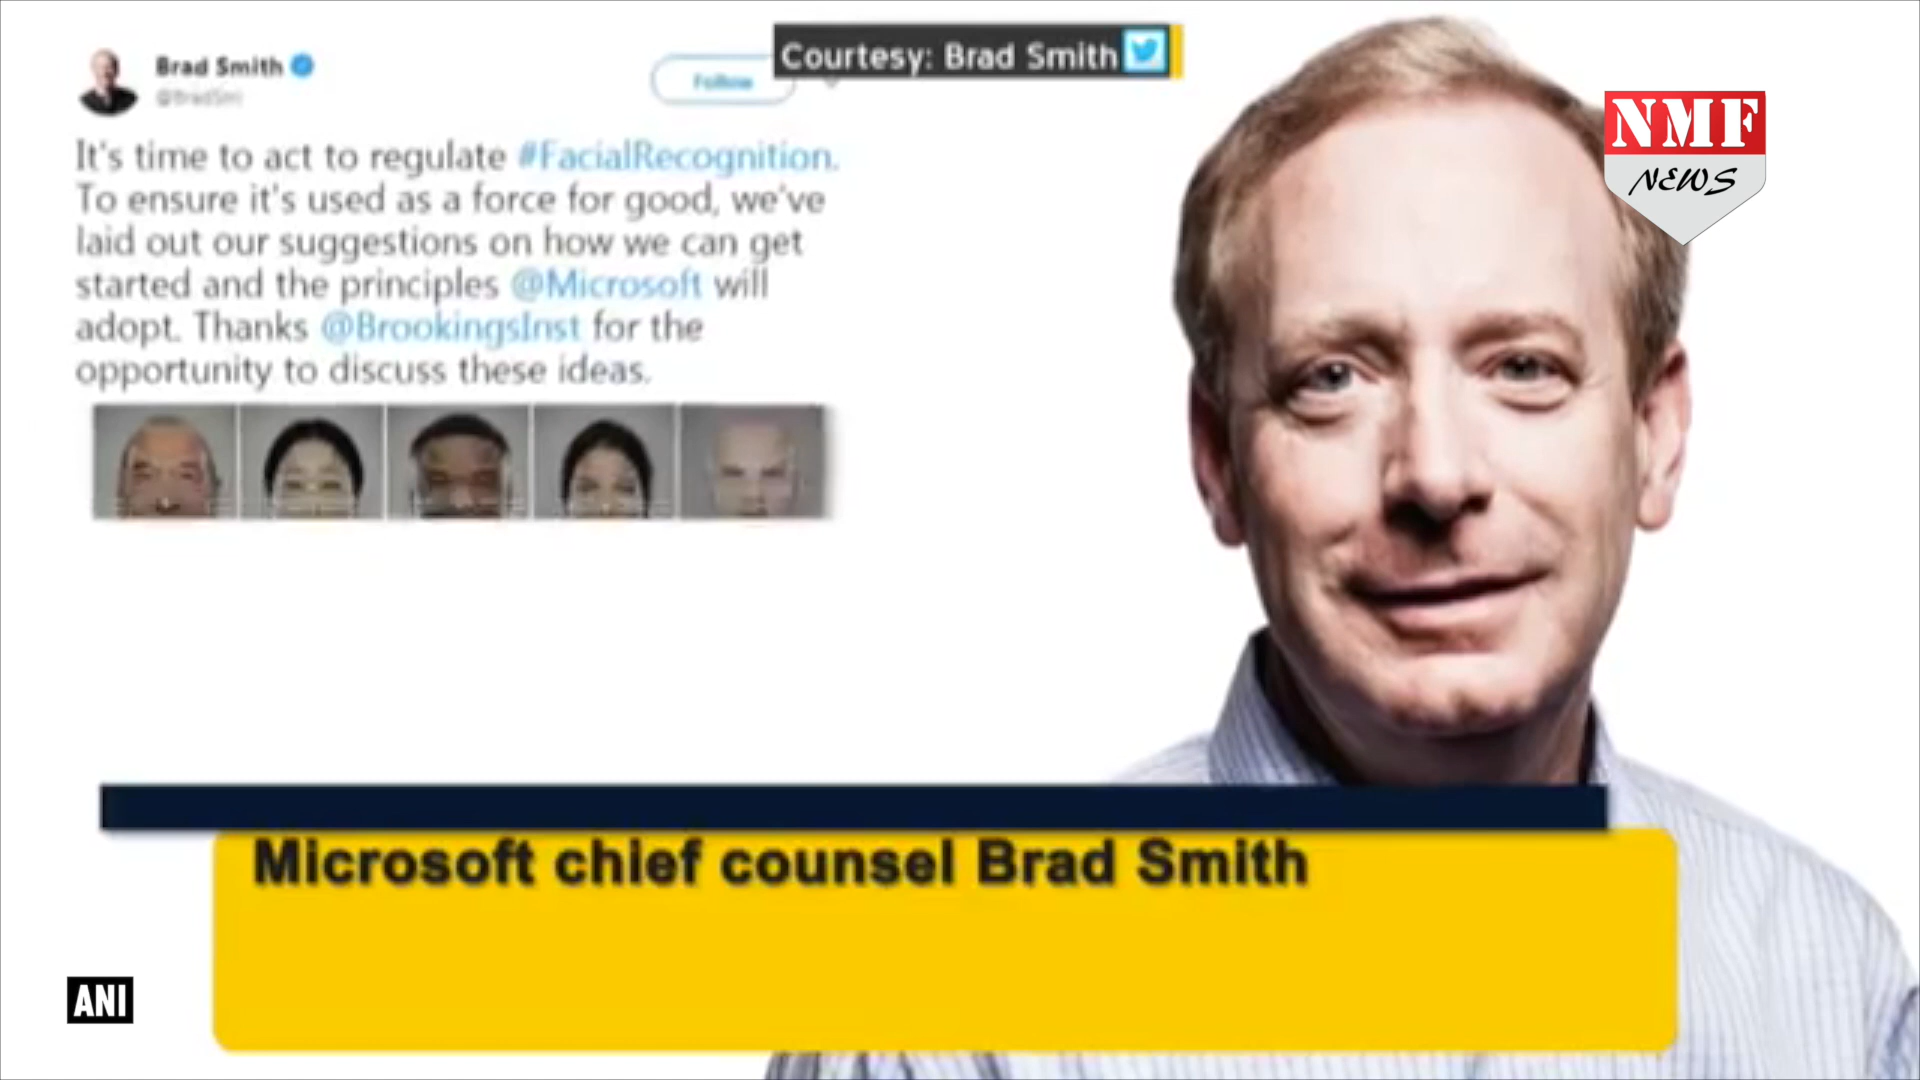 Courtesy: Brad Smith
Brad Smith
Follow
NMF
NEWS
It's time to act to regulate #FacialRecognition.
To ensure it's used as a force for good, we've
laid out our suggestions on how we can get
started and the principles @Microsoft will
adopt. Thanks @BrookingsInst for the
opportunity to discuss these ideas.
Microsoft chief counsel Brad Smith
ANI